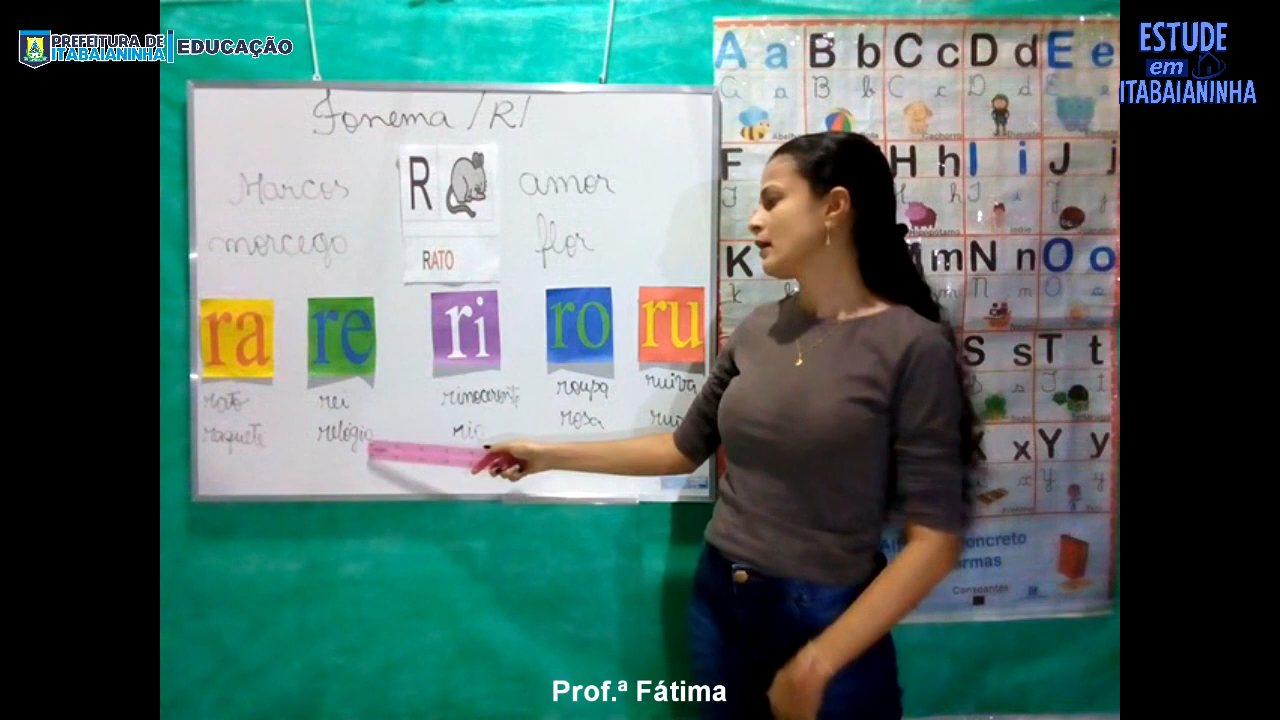 PREFEITURA DE
ITABAIANINHA
EDUCAÇÃO
ESTUDE
em
ITABAIANINHA
Fonema /R/
Marcos
R
amor
morcego
RATO
flor
ra re ri ro ru
rato rei rinoceronte roupa ruiva
raquete relógio rio rosa
A a B b C c D d E e
A a B b C c D d E e
F H h I i J j
K m N n O o
S s T t
x Y y
Consoantes
Prof.ª Fátima